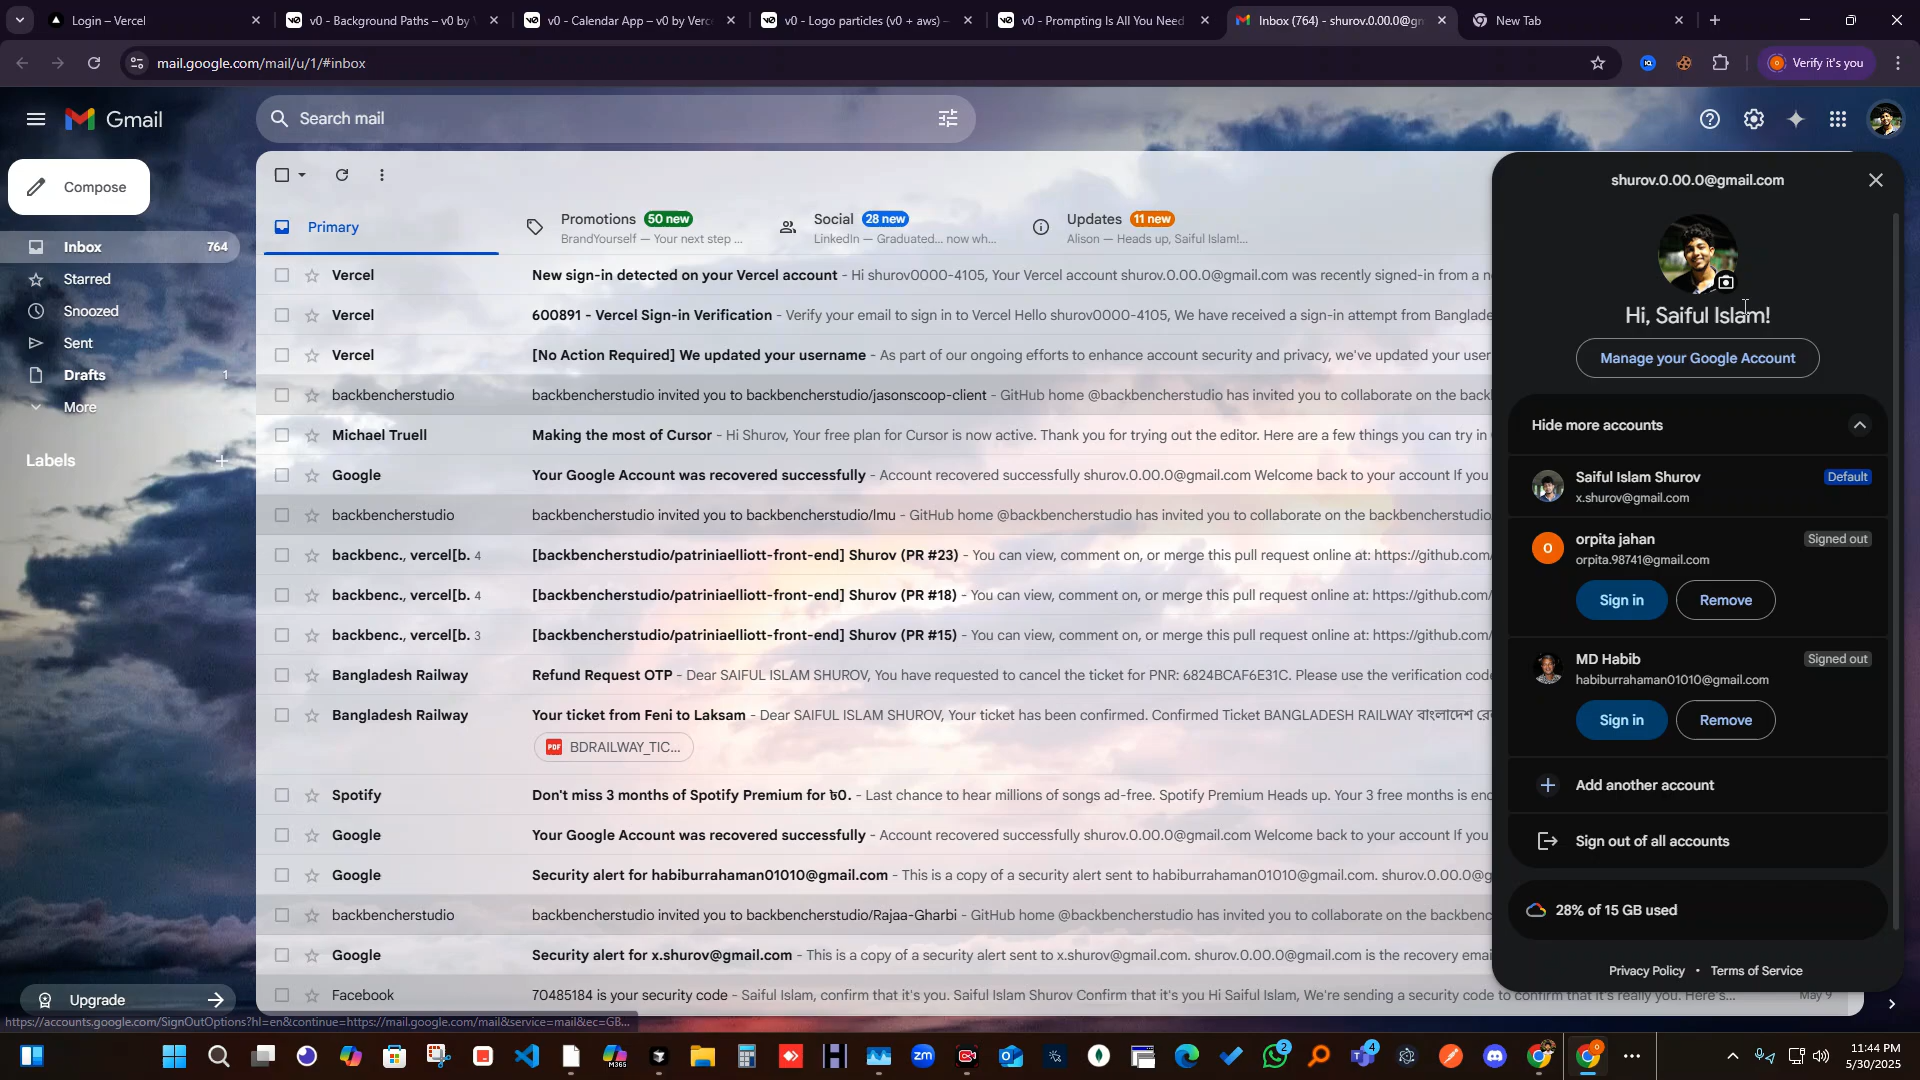 Login – Vercel
v0 - Background Paths – v0 by
v0 - Calendar App – v0 by Verc
v0 - Logo particles (v0 + aws) –
v0 - Prompting Is All You Need
Inbox (764) - shurov.0.00.0@gm
New Tab
mail.google.com/mail/u/1/#inbox
Verify it's you
Gmail
Search mail
Compose
Inbox 764
Starred
Snoozed
Sent
Drafts 1
More
Labels
Upgrade
Primary
Promotions 50 new
BrandYourself — Your next step ...
Social 28 new
LinkedIn — Graduated... now wh...
Updates 11 new
Alison — Heads up, Saiful Islam!...
Vercel New sign-in detected on your Vercel account - Hi shurov0000-4105, Your Vercel account shurov.0.00.0@gmail.com was recently signed-in from a n
Vercel 600891 - Vercel Sign-in Verification - Verify your email to sign in to Vercel Hello shurov0000-4105, We have received a sign-in attempt from Banglade
Vercel [No Action Required] We updated your username - As part of our ongoing efforts to enhance account security and privacy, we've updated your user
backbencherstudio backbencherstudio invited you to backbencherstudio/jasonscoop-client - GitHub home @backbencherstudio has invited you to collaborate on the back
Michael Truell Making the most of Cursor - Hi Shurov, Your free plan for Cursor is now active. Thank you for trying out the editor. Here are a few things you can try in
Google Your Google Account was recovered successfully - Account recovered successfully shurov.0.00.0@gmail.com Welcome back to your account If you
backbencherstudio backbencherstudio invited you to backbencherstudio/lmu - GitHub home @backbencherstudio has invited you to collaborate on the backbencherstudio
backbenc., vercel[b. 4 [backbencherstudio/patriniaelliott-front-end] Shurov (PR #23) - You can view, comment on, or merge this pull request online at: https://github.com/
backbenc., vercel[b. 4 [backbencherstudio/patriniaelliott-front-end] Shurov (PR #18) - You can view, comment on, or merge this pull request online at: https://github.com/
backbenc., vercel[b. 3 [backbencherstudio/patriniaelliott-front-end] Shurov (PR #15) - You can view, comment on, or merge this pull request online at: https://github.com/
Bangladesh Railway Refund Request OTP - Dear SAIFUL ISLAM SHUROV, You have requested to cancel the ticket for PNR: 6824BCAF6E31C. Please use the verification code
Bangladesh Railway Your ticket from Feni to Laksam - Dear SAIFUL ISLAM SHUROV, Your ticket has been confirmed. Confirmed Ticket BANGLADESH RAILWAY বাংলাদেশ
PDF BDRAILWAY_TIC...
Spotify Don't miss 3 months of Spotify Premium for ৳0. - Last chance to hear millions of songs ad-free. Spotify Premium Heads up. Your 3 free months is end
Google Your Google Account was recovered successfully - Account recovered successfully shurov.0.00.0@gmail.com Welcome back to your account If you
Google Security alert for habiburrahaman01010@gmail.com - This is a copy of a security alert sent to habiburrahaman01010@gmail.com. shurov.0.00.0@g
backbencherstudio backbencherstudio invited you to backbencherstudio/Rajaa-Gharbi - GitHub home @backbencherstudio has invited you to collaborate on the backbenc
Google Security alert for x.shurov@gmail.com - This is a copy of a security alert sent to x.shurov@gmail.com. shurov.0.00.0@gmail.com is the recovery emai
Facebook 70485184 is your security code - Saiful Islam, confirm that it's you. Saiful Islam Shurov Confirm that it's you Hi Saiful Islam, We're sending a security code to confirm that it's really you. Here's... May 9
shurov.0.00.0@gmail.com
Hi, Saiful Islam!
Manage your Google Account
Hide more accounts
Saiful Islam Shurov Default
x.shurov@gmail.com
O
orpita jahan Signed out
orpita.98741@gmail.com
Sign in Remove
MD Habib Signed out
habiburrahaman01010@gmail.com
Sign in Remove
Add another account
Sign out of all accounts
28% of 15 GB used
Privacy Policy • Terms of Service
https://accounts.google.com/SignOutOptions?hl=en&continue=https://mail.google.com/mail&service=mail&ec=GB...
M365
zm
2
4
11:44 PM
5/30/2025